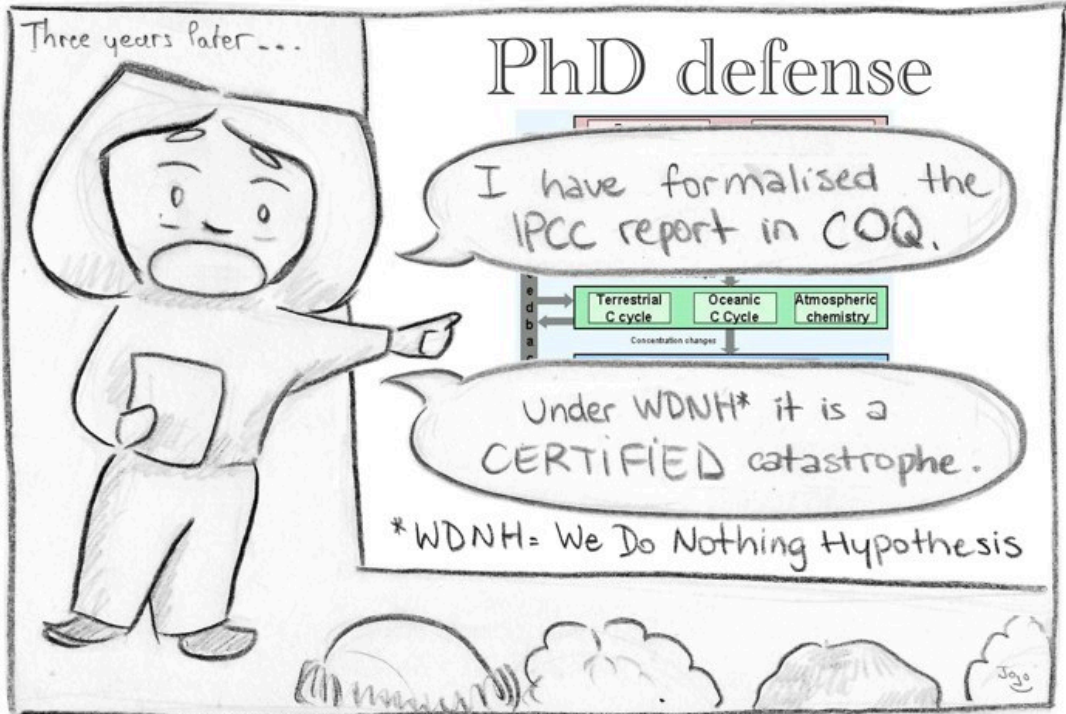 Three years later...
PhD defense
I have formalised the
IPCC report in COQ.
e
d
b
a
c
Terrestrial
C cycle
Oceanic
C Cycle
Atmospheric
chemistry
Concentration changes
Under WDNH* it is a
CERTiFiED catastrophe.
*WDNH= We Do Nothing Hypothesis
Jojo